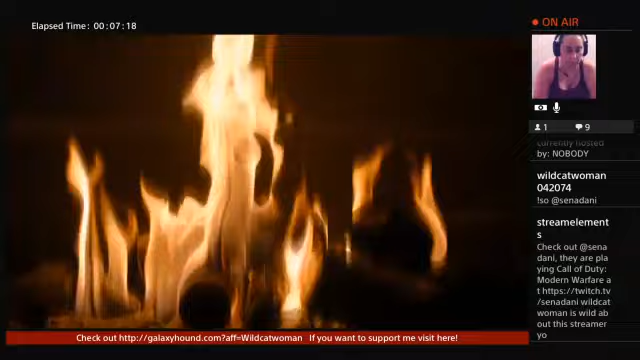 Elapsed Time: 00:07:18
ON AIR
1
9
currently hosted
by: NOBODY
wildcatwoman
042074
!so @senadani
streamelement
s
Check out @sena
dani, they are pla
ying Call of Duty:
Modern Warfare a
t https://twitch.tv
/senadani wildcat
woman is wild ab
out this streamer
yo
Check out http://galaxyhound.com?aff=Wildcatwoman If you want to support me visit here!